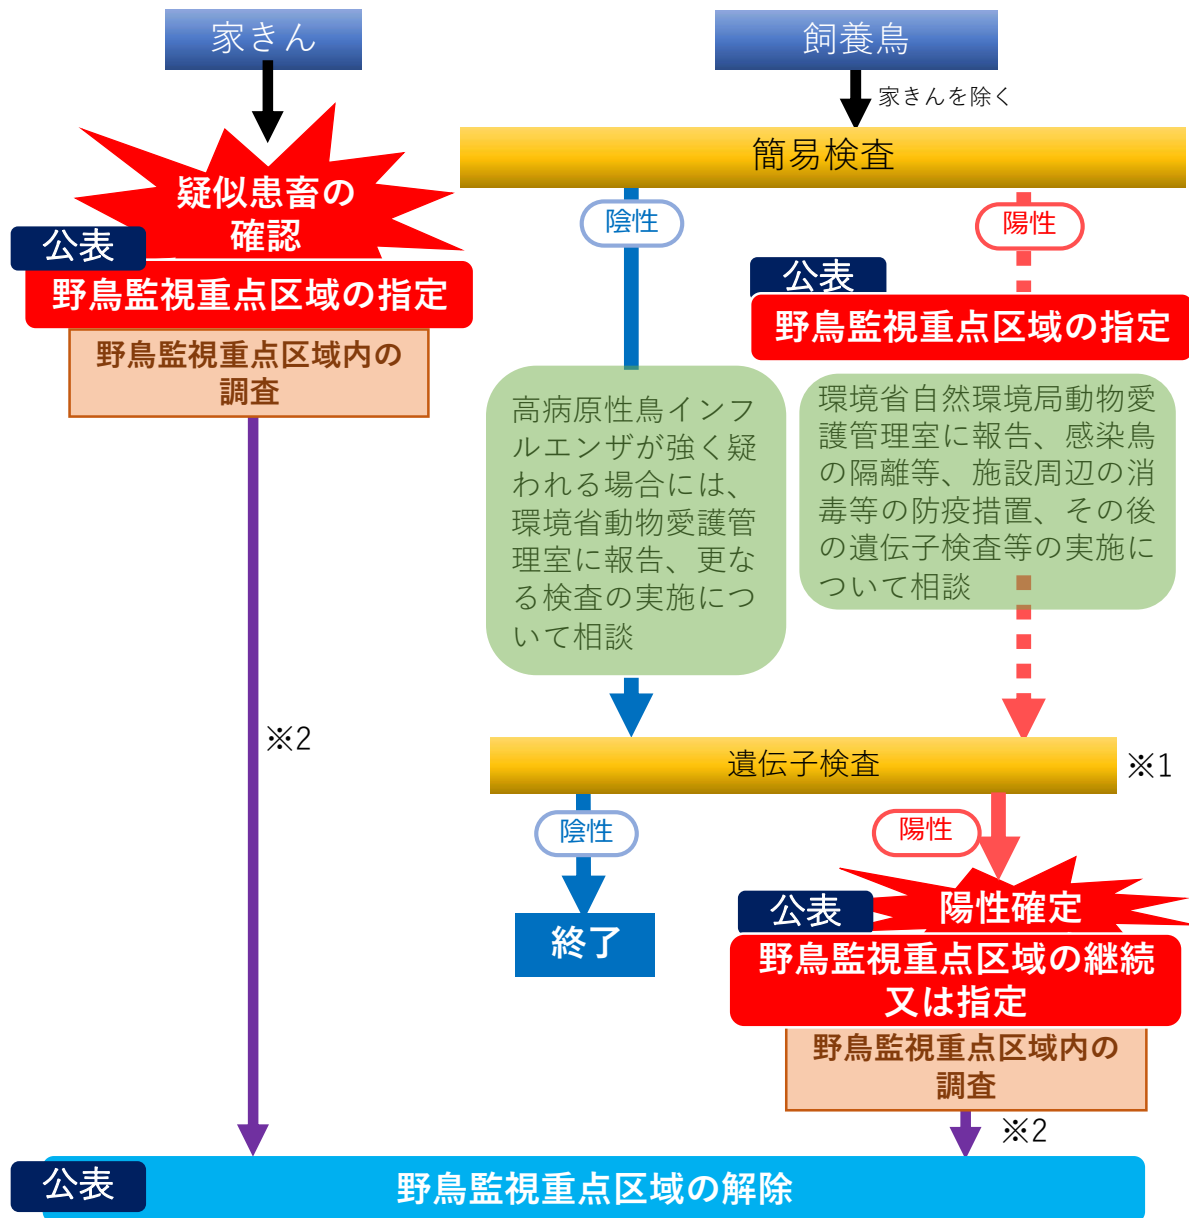 家きん
疑似患畜の
確認
公表
野鳥監視重点区域の指定
野鳥監視重点区域内の
調査
※2
飼養鳥
家きんを除く
簡易検査
陰性
陽性
公表
野鳥監視重点区域の指定
高病原性鳥インフ
ルエンザが強く疑
われる場合には、
環境省動物愛護管
理室に報告、更な
る検査の実施につ
いて相談
環境省自然環境局動物愛
護管理室に報告、感染鳥
の隔離等、施設周辺の消
毒等の防疫措置、その後
の遺伝子検査等の実施に
ついて相談
遺伝子検査
※1
陰性
陽性
終了
陽性確定
公表
野鳥監視重点区域の継続
又は指定
野鳥監視重点区域内の
調査
※2
公表
野鳥監視重点区域の解除